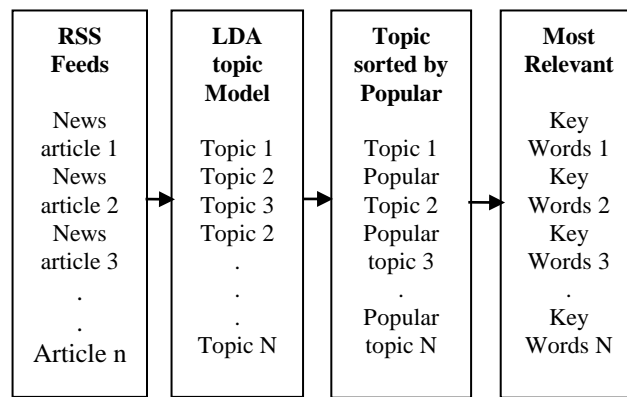 RSS
Feeds
News
article 1
News
article 2
News
article 3
.
.
Article n
LDA
topic
Model
Topic 1
Topic 2
Topic 3
Topic 2
.
.
.
Topic N
Topic
sorted by
Popular
Topic 1
Popular
Topic 2
Popular
topic 3
.
Popular
topic N
Most
Relevant
Key
Words 1
Key
Words 2
Key
Words 3
.
Key
Words N